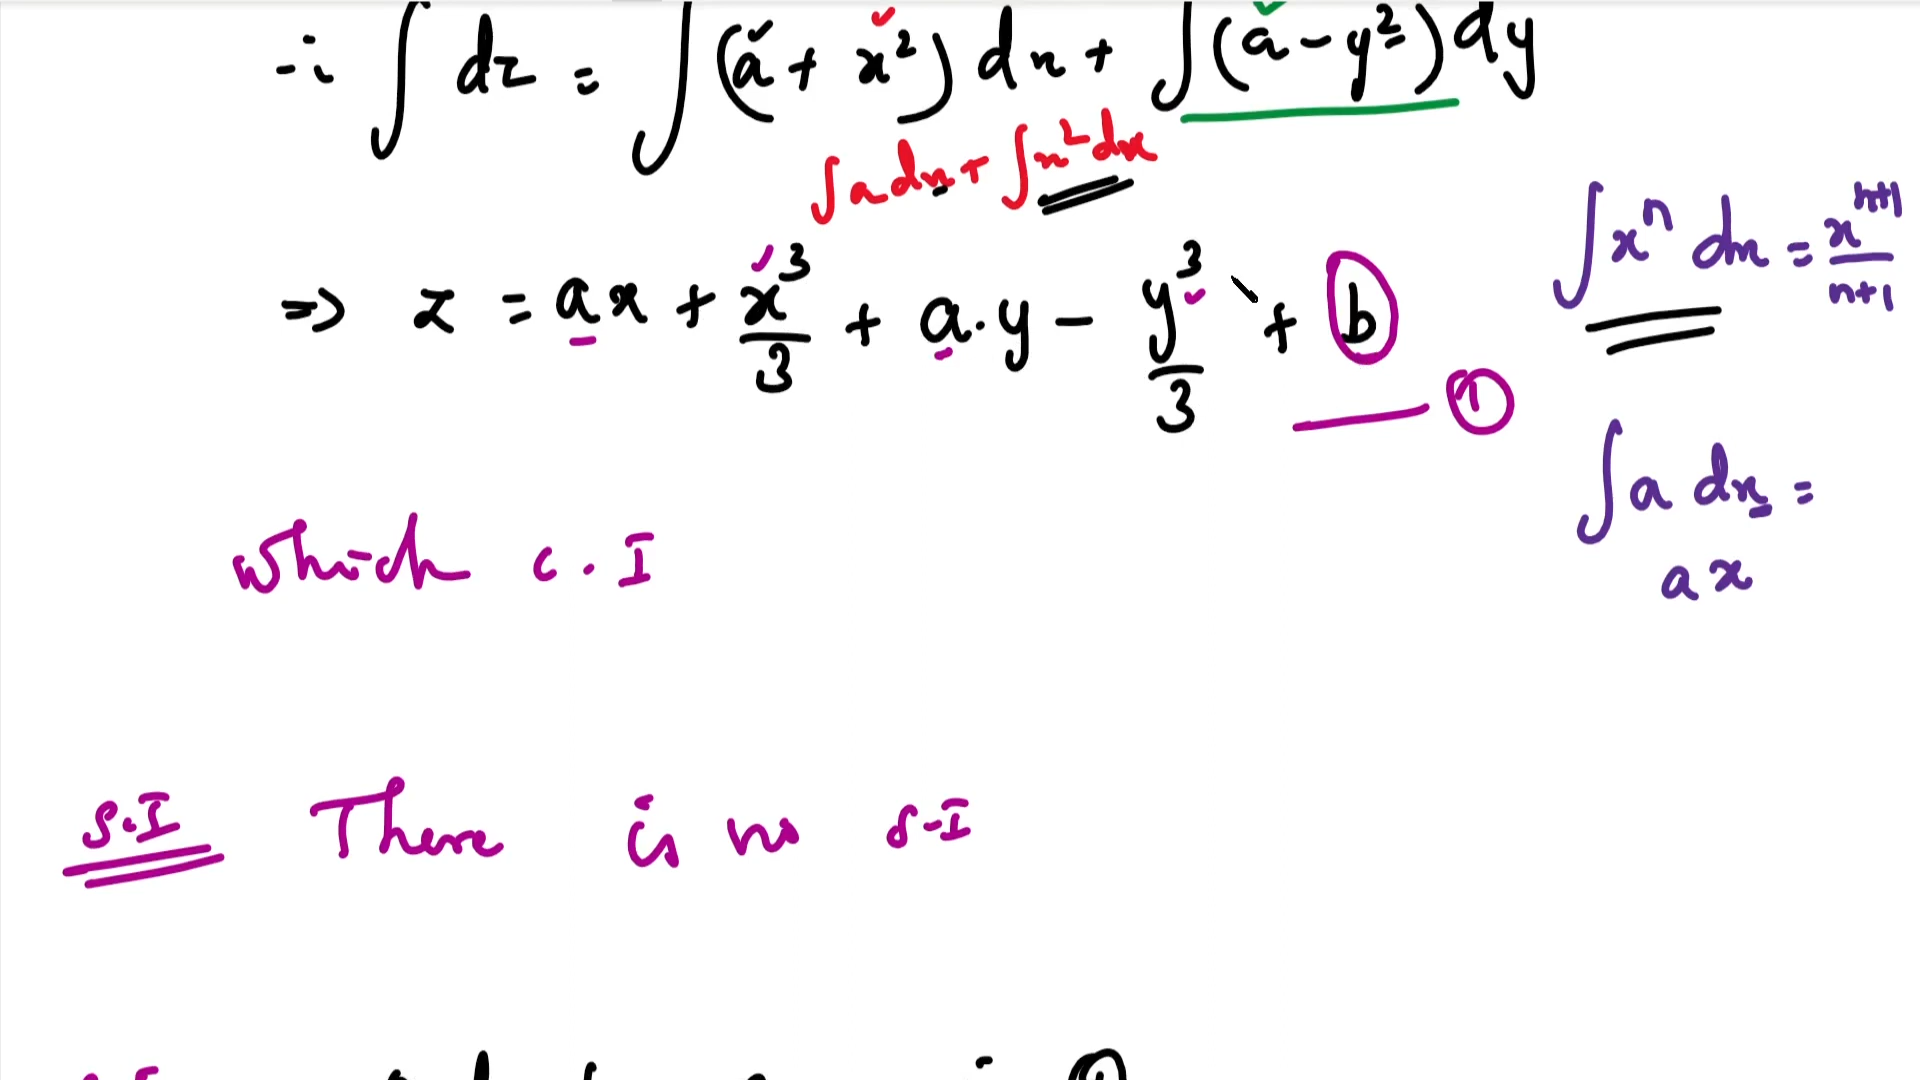 ∴ ∫ dz = ∫ (a + x²) dx + ∫ (a - y²) dy
∫ a dx + ∫ x² dx
∫ xⁿ dx = xⁿ⁺¹/n+1
⇒ z = ax + x³/3 + a.y - y³/3 + b
①
∫ a dx =
ax
which C.I
S.I There is no S-I